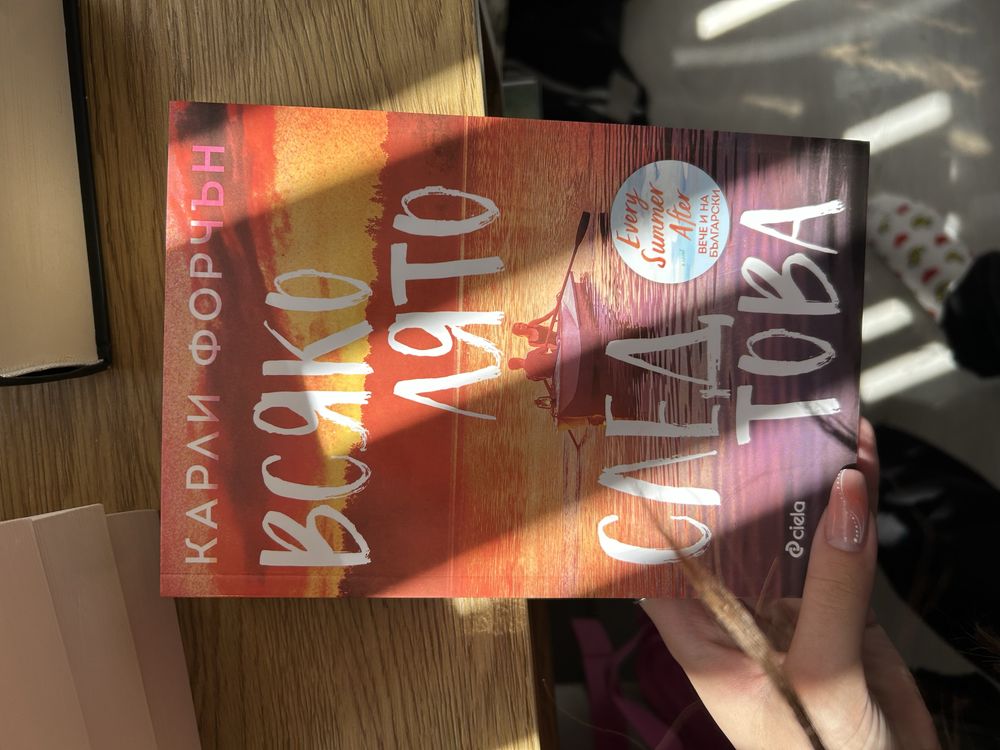 КАРЛИ ФОРЧЪН
ВСЯКО
ЛЯТО
Every
Summer
After
ВЕЧЕ И НА
БЪЛГАРСКИ
СЛЕД
ТОВА
ciela